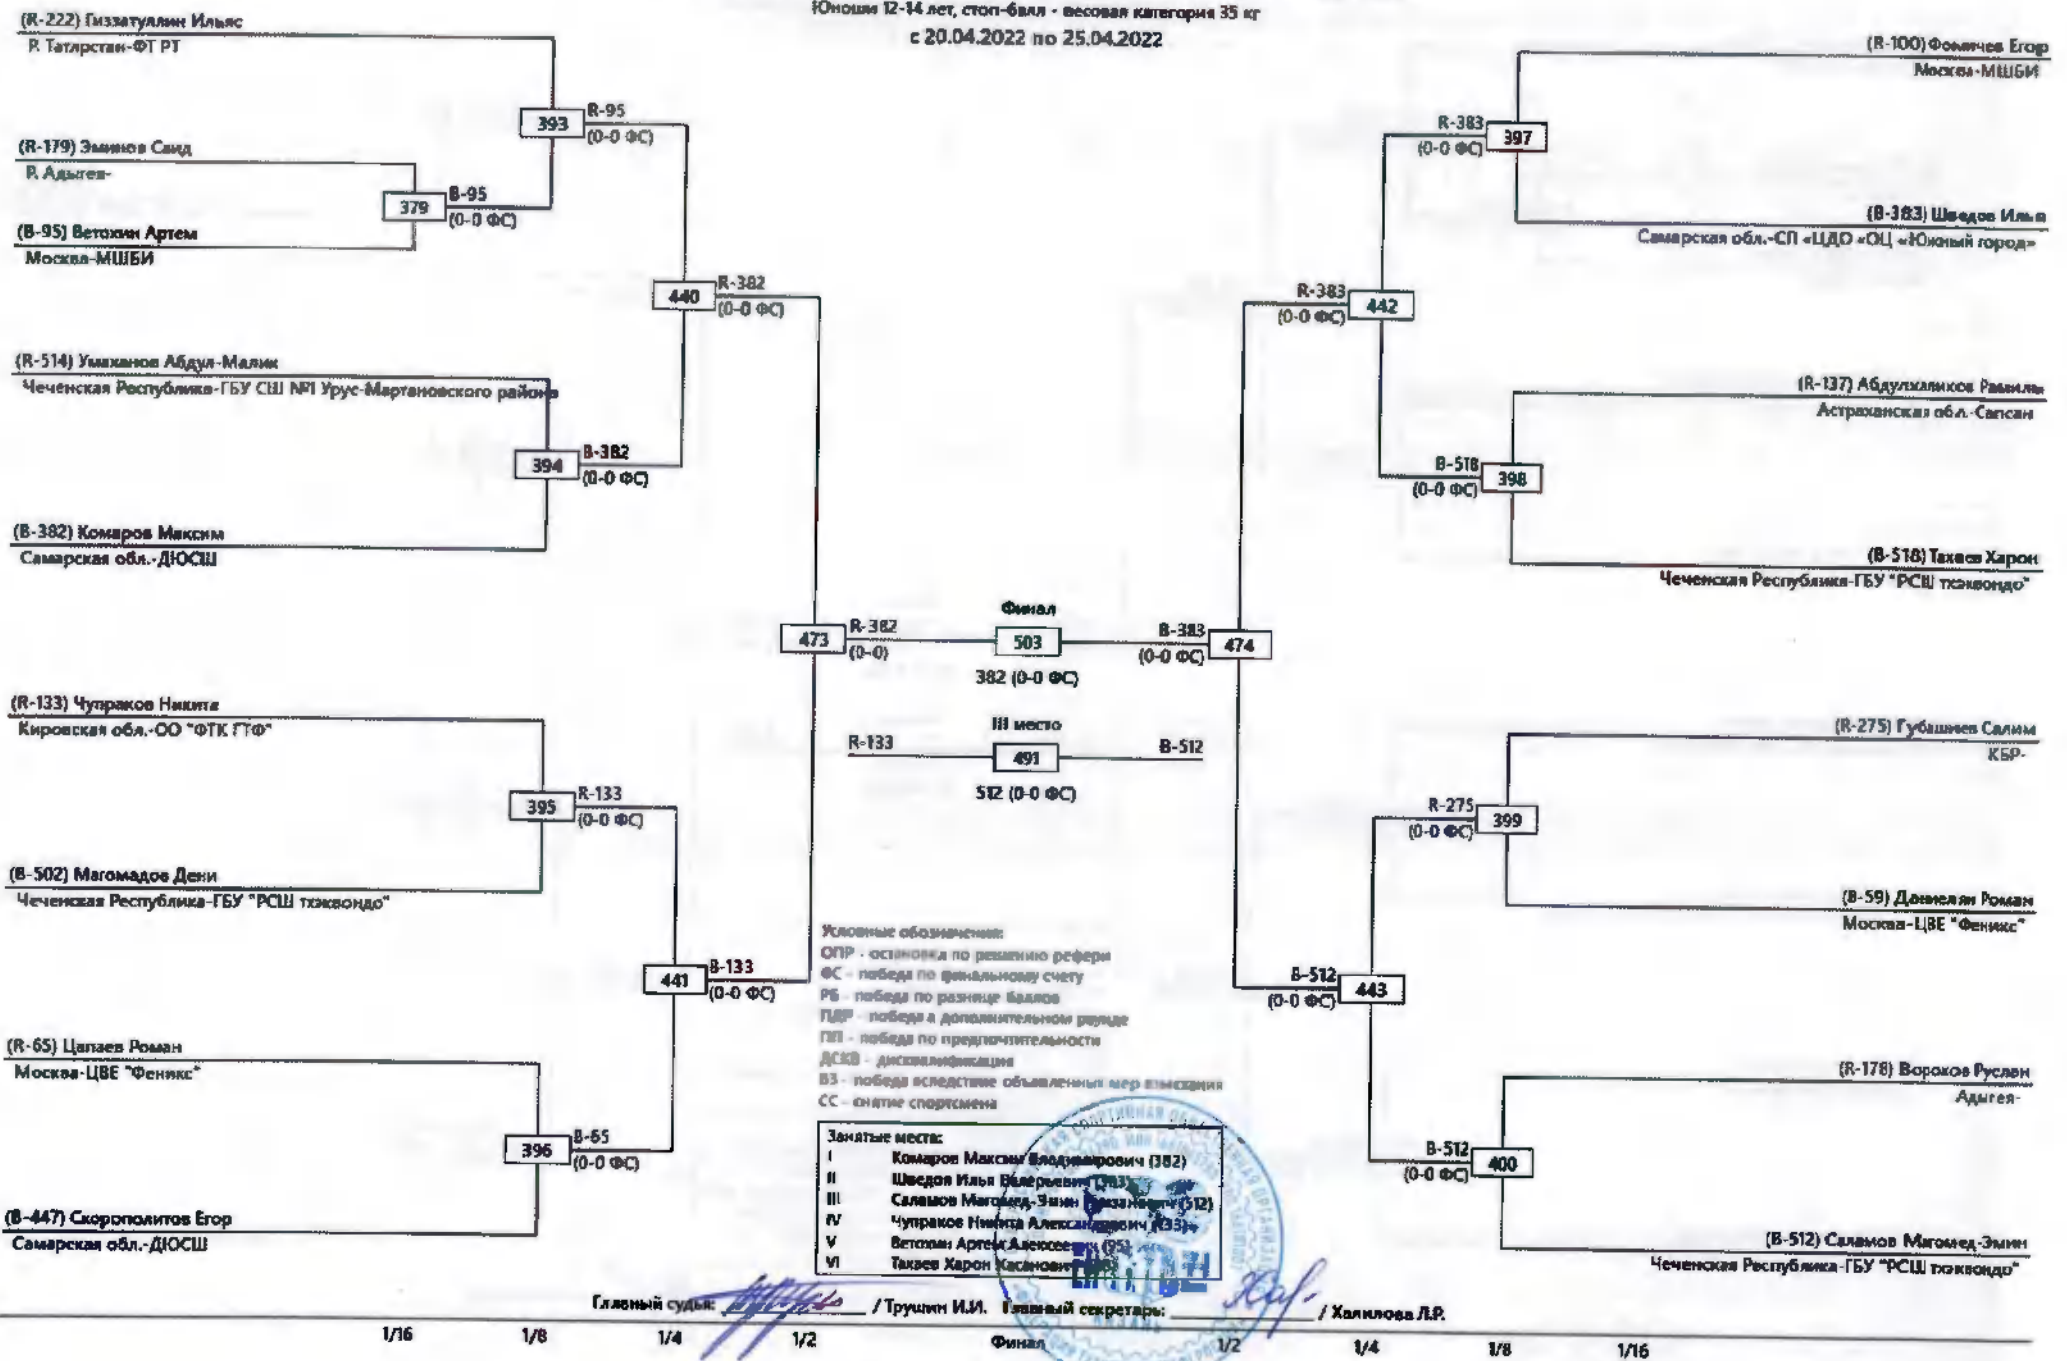 Юноши 12-14 лет, стоп-балл - весовая категория 35 кг
с 20.04.2022 по 25.04.2022
(R-222) Гиззатуллин Ильяс
Р. Татарстан-ФТ РТ
393
R-95
(0-0 ФС)
(R-179) Эминов Саид
Р. Адыгея-
379
B-95
(0-0 ФС)
(B-95) Ветохин Артем
Москва-МШБИ
440
R-382
(0-0 ФС)
(R-514) Умаханов Абдул-Малик
Чеченская Республика-ГБУ СШ №1 Урус-Мартановского района
394
B-382
(0-0 ФС)
(B-382) Комаров Максим
Самарская обл.-ДЮСШ
473
R-382
(0-0)
(R-133) Чупраков Никита
Кировская обл.-ОО "ФТК ГТФ"
395
R-133
(0-0 ФС)
(B-502) Магомадов Дени
Чеченская Республика-ГБУ "РСШ тхэквондо"
441
B-133
(0-0 ФС)
(R-65) Цапаев Роман
Москва-ЦВЕ "Феникс"
396
B-65
(0-0 ФС)
(B-447) Скорополитов Егор
Самарская обл.-ДЮСШ
Финал
503
382 (0-0 ФС)
III место
R-133
491
B-512
512 (0-0 ФС)
(R-100) Фомичев Егор
Москва-МШБИ
R-383
(0-0 ФС)
397
(B-383) Шведов Илья
Самарская обл.-СП «ЦДО «ОЦ «Южный город»
R-383
(0-0 ФС)
442
(R-137) Абдулхаликов Рамиль
Астраханская обл.-Сапсан
B-518
(0-0 ФС)
398
(B-518) Тахаев Харон
Чеченская Республика-ГБУ "РСШ тхэквондо"
B-383
(0-0 ФС)
474
(R-275) Губашиев Салим
КБР-
R-275
(0-0 ФС)
399
(B-59) Даниелян Роман
Москва-ЦВЕ "Феникс"
B-512
(0-0 ФС)
443
(R-178) Вороков Руслан
Адыгея-
B-512
(0-0 ФС)
400
(B-512) Саламов Магомед-Эмин
Чеченская Республика-ГБУ "РСШ тхэквондо"
Условные обозначения:
ОПР - остановка по решению рефери
ФС - победа по финальному счету
РБ - победа по разнице баллов
ПДР - победа в дополнительном раунде
ПП - победа по предпочтительности
ДСКВ - дисквалификация
ВЗ - победа вследствие объявленных мер взыскания
СС - снятие спортсмена
Занятые места:
I Комаров Максим Владимирович (382)
II Шведов Илья Валерьевич (383)
III Саламов Магомед-Эмин (512)
IV Чупраков Никита Александрович (133)
V Ветохин Артем Алексеевич (95)
VI Тахаев Харон Хасанович
Главный судья: / Трушин И.И. Главный секретарь: / Халилова Л.Р.
1/16 1/8 1/4 1/2 Финал 1/2 1/4 1/8 1/16